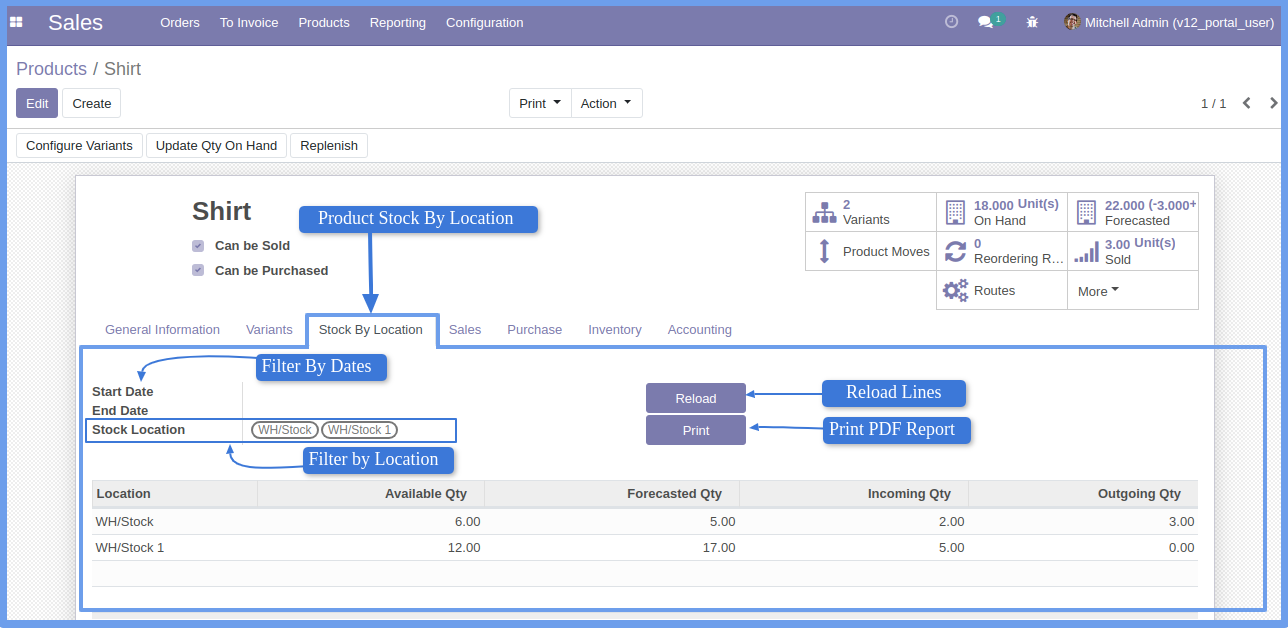 Sales Orders To Invoice Products Reporting Configuration 1 Mitchell Admin (v12_portal_user)
Products / Shirt
Edit Create Print Action 1 / 1
Configure Variants Update Qty On Hand Replenish
Shirt
Product Stock By Location
Can be Sold
Can be Purchased
2 Variants
18.000 Unit(s) On Hand
22.000 (-3.000+ Forecasted
Product Moves
0 Reordering R...
3.00 Unit(s) Sold
Routes
More
General Information Variants Stock By Location Sales Purchase Inventory Accounting
Filter By Dates
Start Date
End Date
Stock Location WH/Stock WH/Stock 1
Filter by Location
Reload
Reload Lines
Print
Print PDF Report
Location Available Qty Forecasted Qty Incoming Qty Outgoing Qty
WH/Stock 6.00 5.00 2.00 3.00
WH/Stock 1 12.00 17.00 5.00 0.00